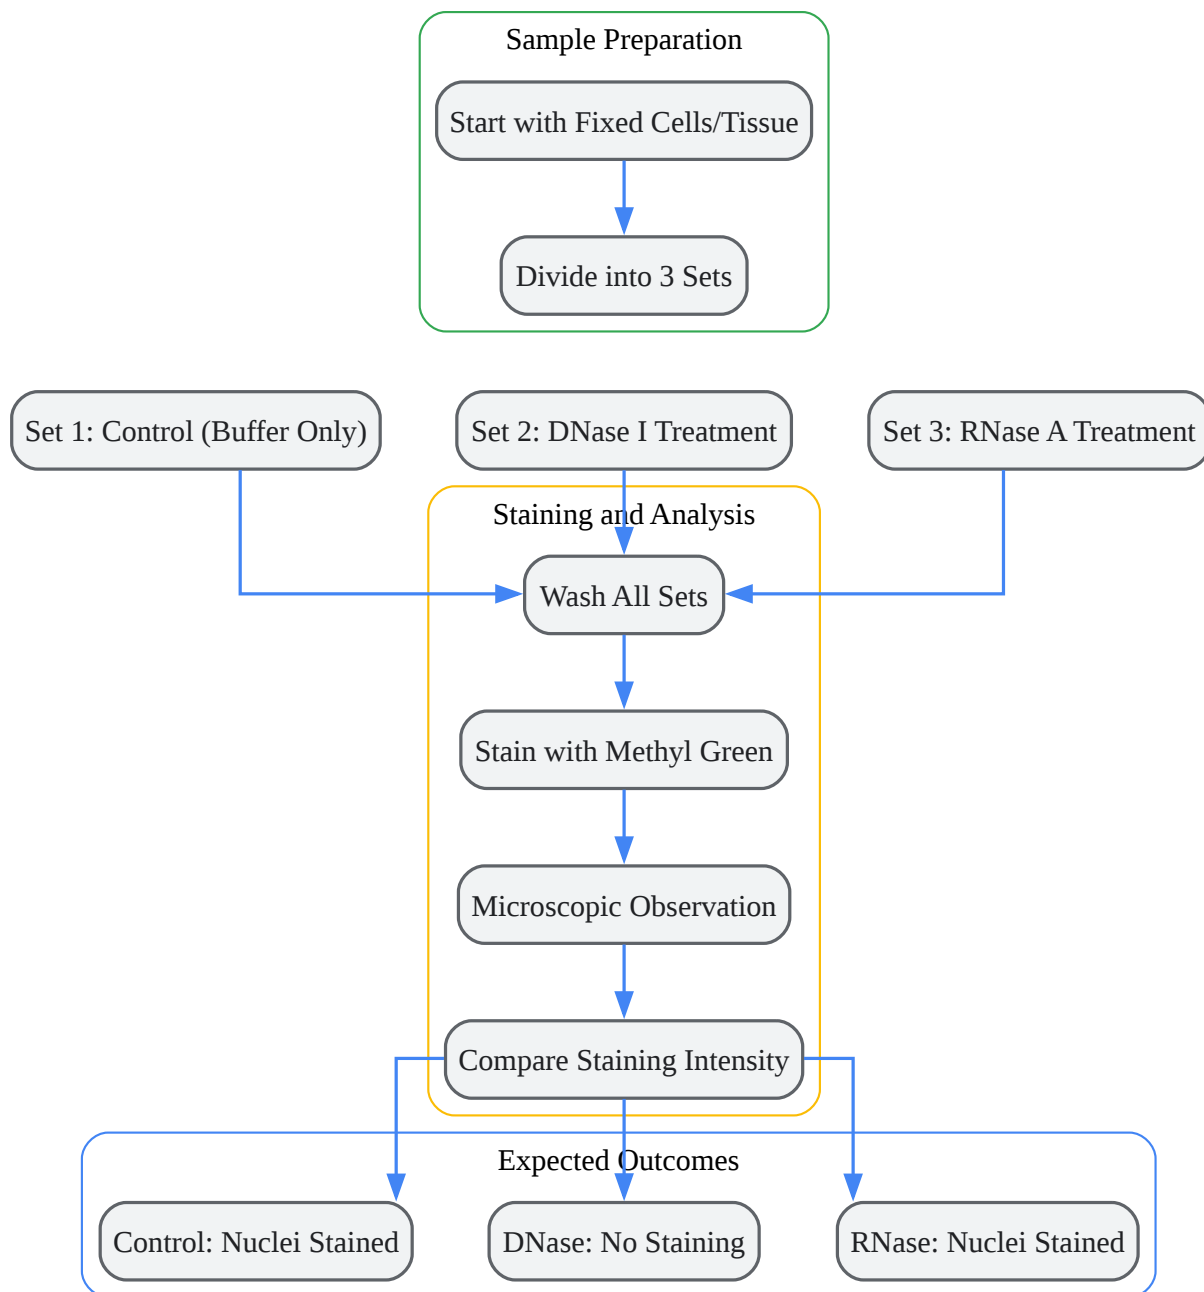 Sample Preparation
Start with Fixed Cells/Tissue
Divide into 3 Sets
Set 1: Control (Buffer Only)
Set 2: DNase I Treatment
Set 3: RNase A Treatment
Staining and Analysis
Wash All Sets
Stain with Methyl Green
Microscopic Observation
Compare Staining Intensity
Expected Outcomes
Control: Nuclei Stained
DNase: No Staining
RNase: Nuclei Stained